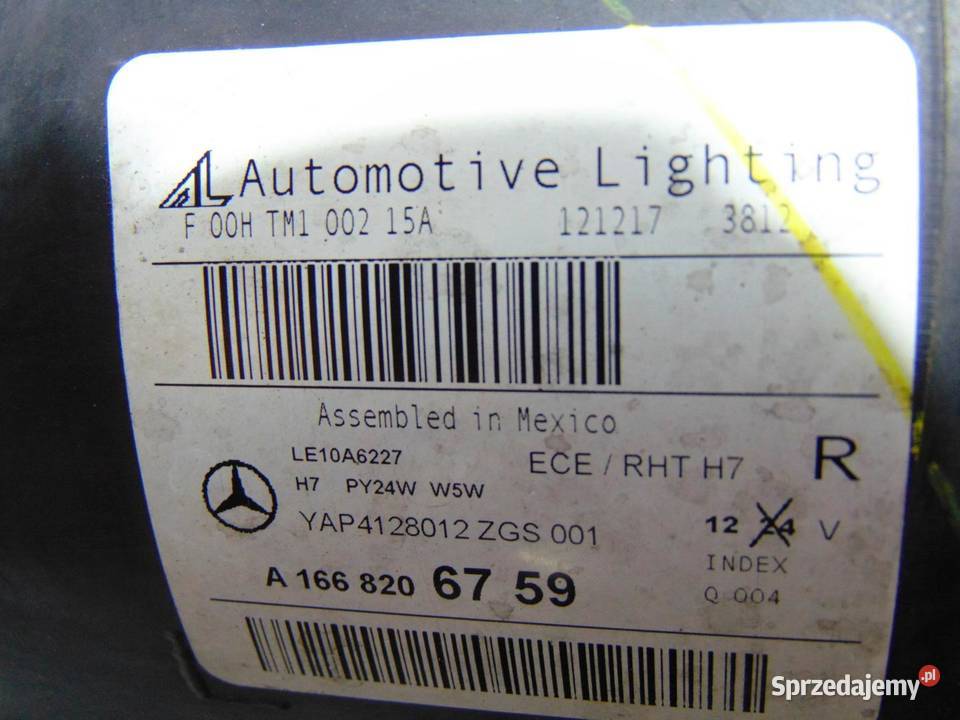 AL Automotive Lighting
F 00H TM1 002 15A 121217 3812
Assembled in Mexico
LE10A6227
ECE / RHT H7 R
H7 PY24W W5W
YAP4128012 ZGS 001
12 24 V
INDEX
A 166 820 67 59
Q 004
Sprzedajemy.pl